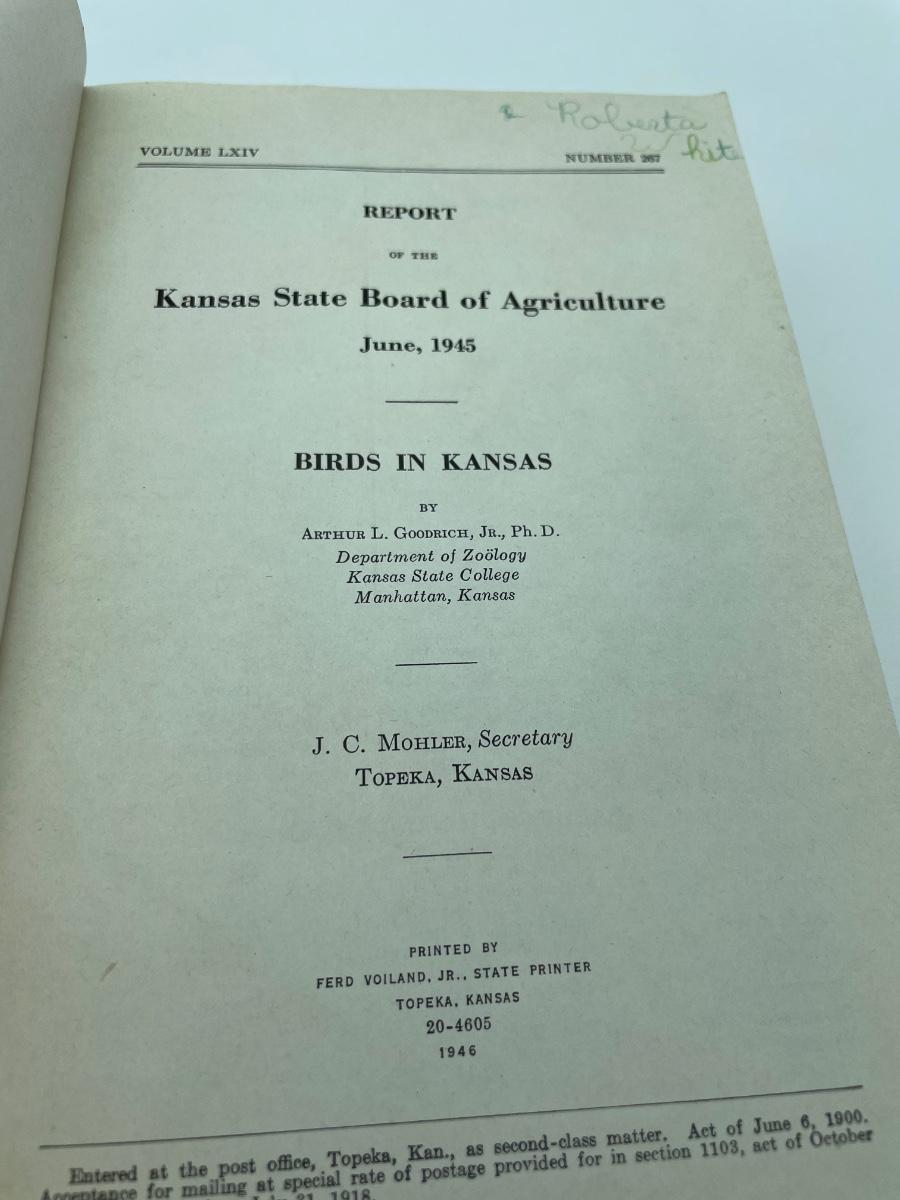 Roberta
White
VOLUME LXIV NUMBER 267
REPORT
OF THE
Kansas State Board of Agriculture
June, 1945
BIRDS IN KANSAS
BY
ARTHUR L. GOODRICH, JR., Ph. D.
Department of Zoölogy
Kansas State College
Manhattan, Kansas
J. C. MOHLER, Secretary
TOPEKA, KANSAS
PRINTED BY
FERD VOILAND, JR., STATE PRINTER
TOPEKA, KANSAS
20-4605
1946
Entered at the post office, Topeka, Kan., as second-class matter. Act of June 6, 1900.
Acceptance for mailing at special rate of postage provided for in section 1103, act of October
31, 1918.